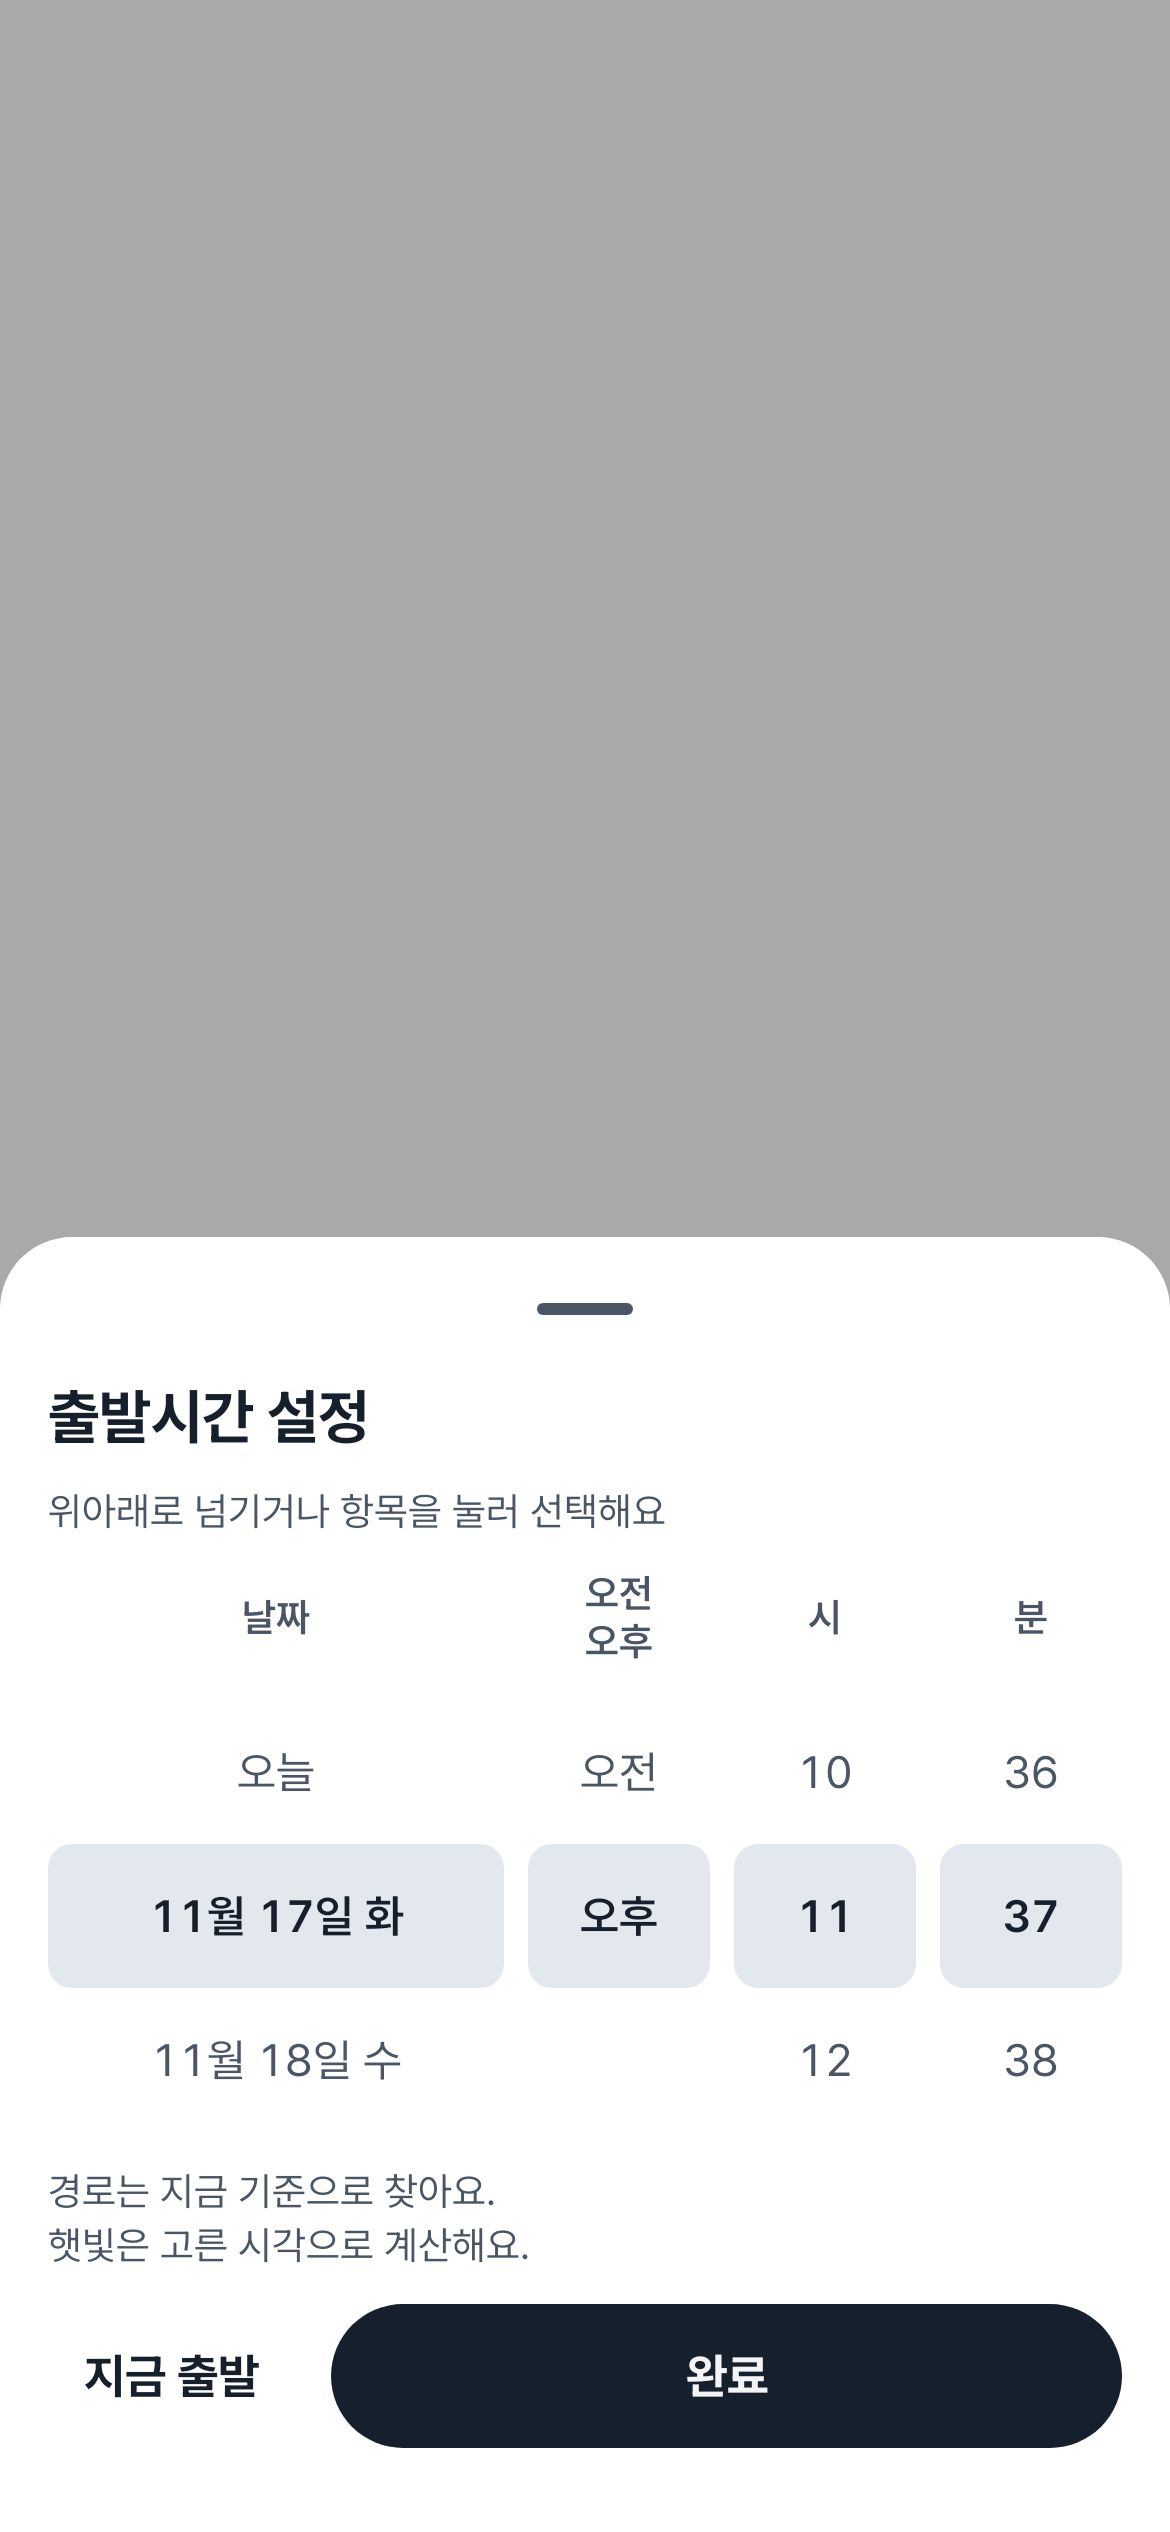 출발시간 설정
위아래로 넘기거나 항목을 눌러 선택해요
날짜 오전 오후 시 분
오늘 오전 10 36
11월 17일 화 오후 11 37
11월 18일 수 12 38
경로는 지금 기준으로 찾아요.
햇빛은 고른 시각으로 계산해요.
지금 출발 완료